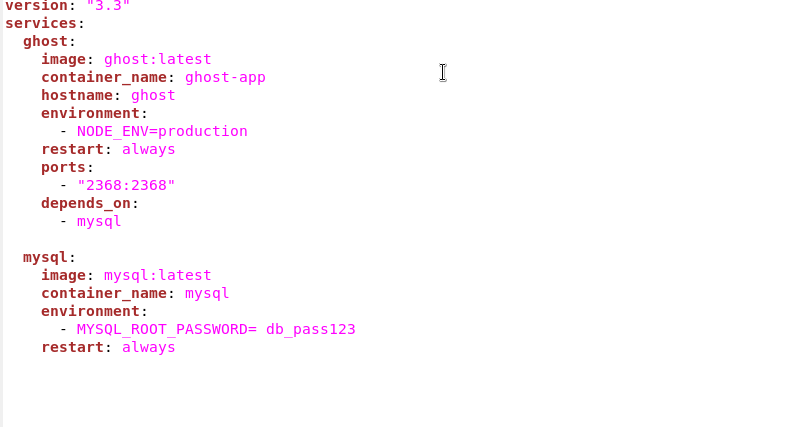 version: "3.3"
services:
  ghost:
    image: ghost:latest
    container_name: ghost-app
    hostname: ghost
    environment:
      - NODE_ENV=production
    restart: always
    ports:
      - "2368:2368"
    depends_on:
      - mysql

  mysql:
    image: mysql:latest
    container_name: mysql
    environment:
      - MYSQL_ROOT_PASSWORD= db_pass123
    restart: always